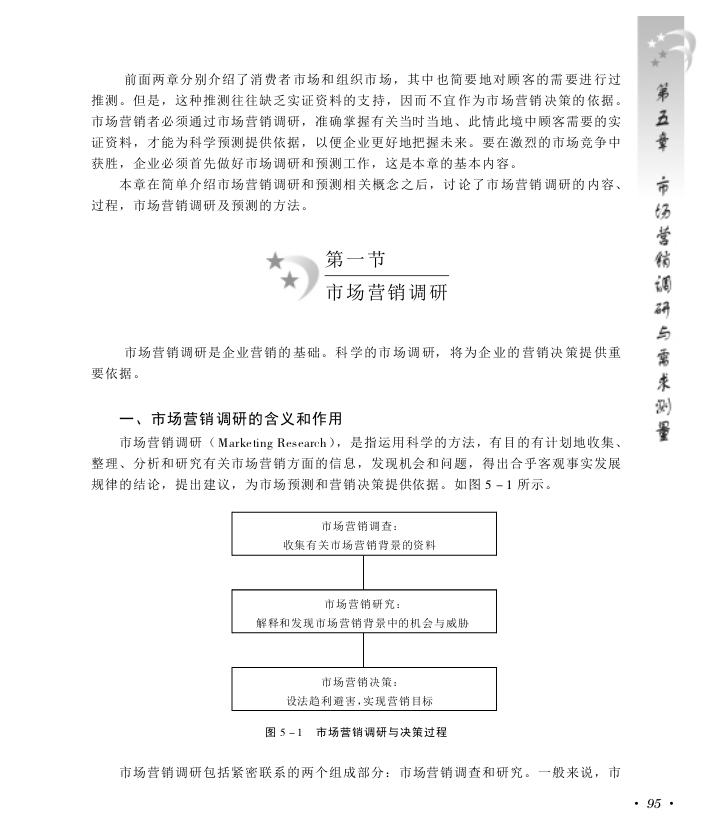 前面两章分别介绍了消费者市场和组织市场，其中也简要地对顾客的需要进行过
推测。但是，这种推测往往缺乏实证资料的支持，因而不宜作为市场营销决策的依据。
市场营销者必须通过市场营销调研，准确掌握有关当时当地、此情此境中顾客需要的实
证资料，才能为科学预测提供依据，以便企业更好地把握未来。要在激烈的市场竞争中
获胜，企业必须首先做好市场调研和预测工作，这是本章的基本内容。
本章在简单介绍市场营销调研和预测相关概念之后，讨论了市场营销调研的内容、
过程，市场营销调研及预测的方法。
第一节
市场营销调研
市场营销调研是企业营销的基础。科学的市场调研，将为企业的营销决策提供重
要依据。
一、市场营销调研的含义和作用
市场营销调研（Marketing Research），是指运用科学的方法，有目的有计划地收集、
整理、分析和研究有关市场营销方面的信息，发现机会和问题，得出合乎客观事实发展
规律的结论，提出建议，为市场预测和营销决策提供依据。如图 5－1 所示。
市场营销调查：
收集有关市场营销背景的资料
市场营销研究：
解释和发现市场营销背景中的机会与威胁
市场营销决策：
设法趋利避害，实现营销目标
图 5－1 市场营销调研与决策过程
市场营销调研包括紧密联系的两个组成部分：市场营销调查和研究。一般来说，市
第五章 市场营销调研与需求测量
· 95 ·